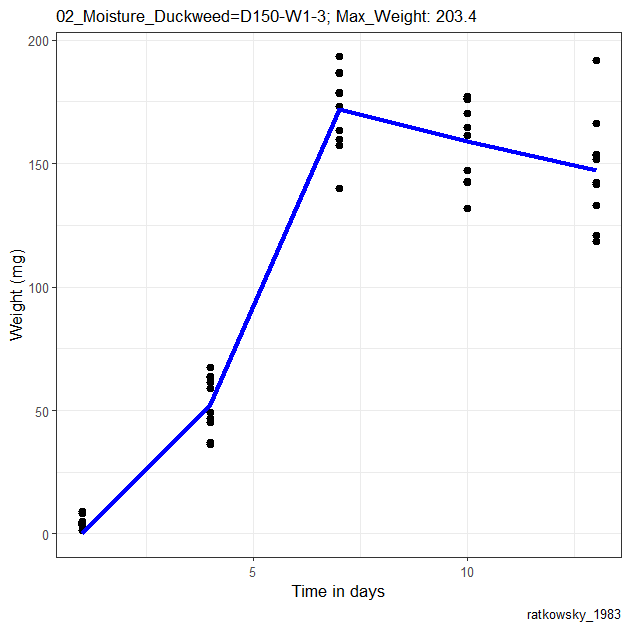 02_Moisture_Duckweed=D150-W1-3; Max_Weight: 203.4
200
150
100
50
0
Weight (mg)
5 10
Time in days
ratkowsky_1983